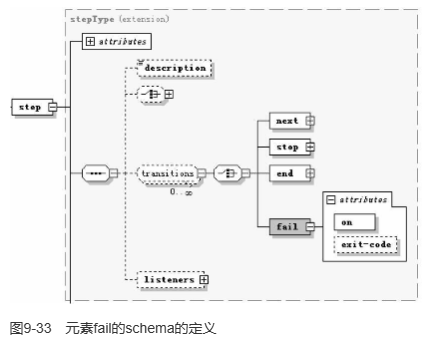 stepType (extension)
attributes
description
step
next
stop
transitions
end
0..∞
attributes
fail
on
exit-code
listeners
图9-33 元素fail的schema的定义